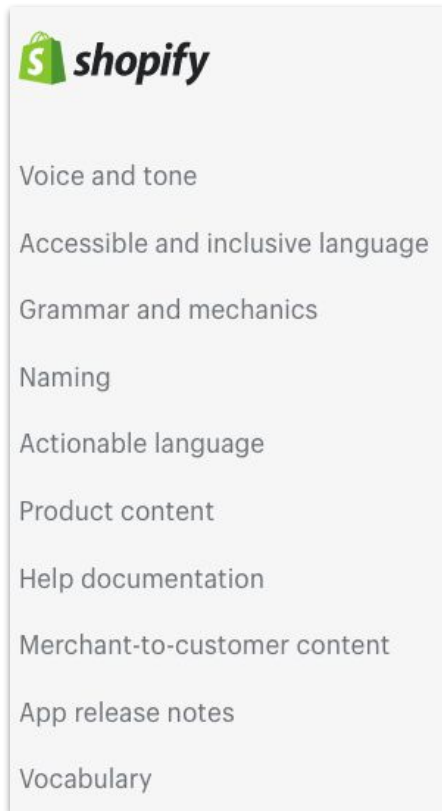 shopify
Voice and tone
Accessible and inclusive language
Grammar and mechanics
Naming
Actionable language
Product content
Help documentation
Merchant-to-customer content
App release notes
Vocabulary